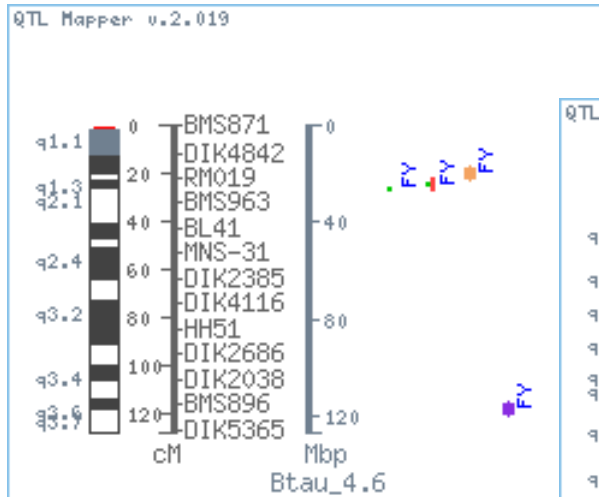 QTL Mapper v.2.019
QTL
q1.1
q1.3
q2.1
q2.4
q3.2
q3.4
q3.6
q3.7
0
20
40
60
80
100
120
cM
BMS871
DIK4842
RM019
BMS963
BL41
MNS-31
DIK2385
DIK4116
HH51
DIK2686
DIK2038
BMS896
DIK5365
0
40
80
120
Mbp
Btau_4.6
FY
FY
FY
FY
q
q
q
q
q
q
q
q